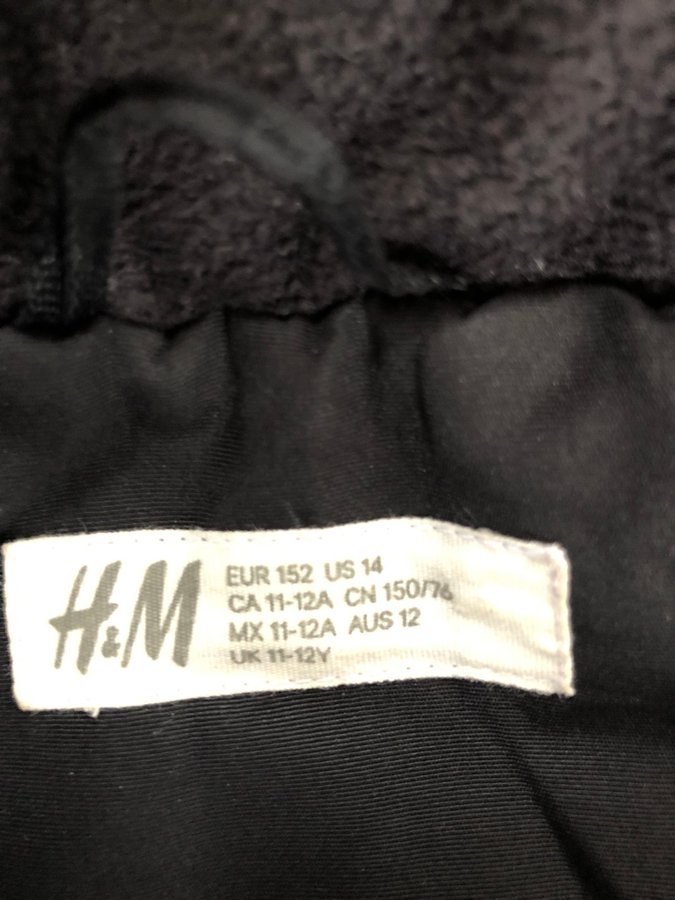 H&M
EUR 152 US 14
CA 11-12A CN 150/76
MX 11-12A AUS 12
UK 11-12Y